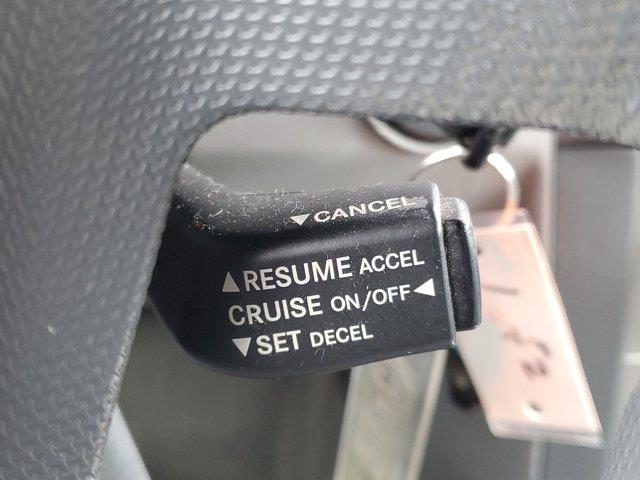 ▼CANCEL
▲RESUME ACCEL
CRUISE ON/OFF◀
▼SET DECEL